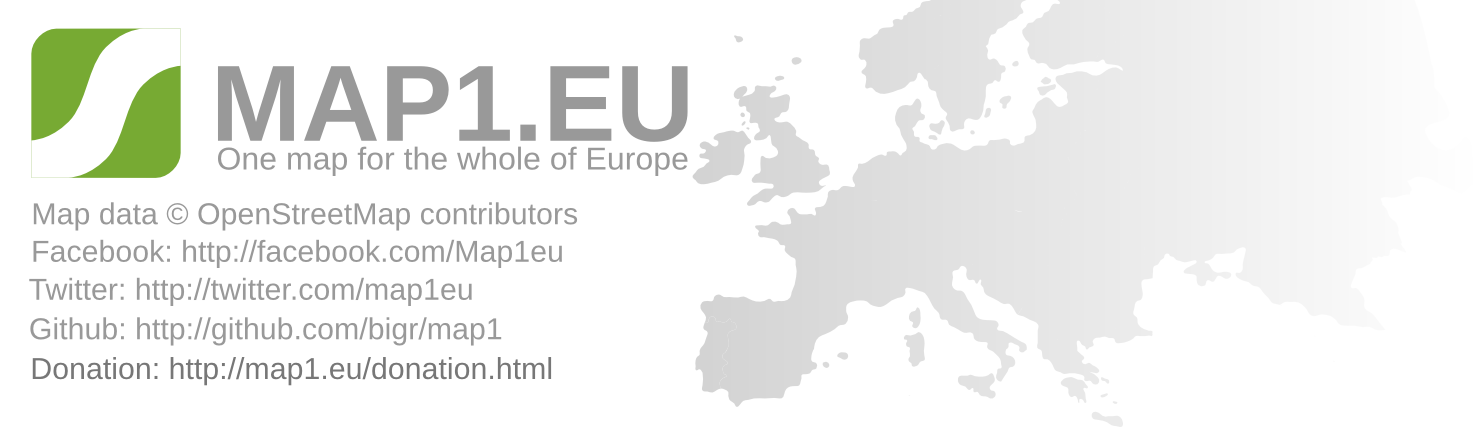 MAP1.EU
One map for the whole of Europe
Map data © OpenStreetMap contributors
Facebook: http://facebook.com/Map1eu
Twitter: http://twitter.com/map1eu
Github: http://github.com/bigr/map1
Donation: http://map1.eu/donation.html